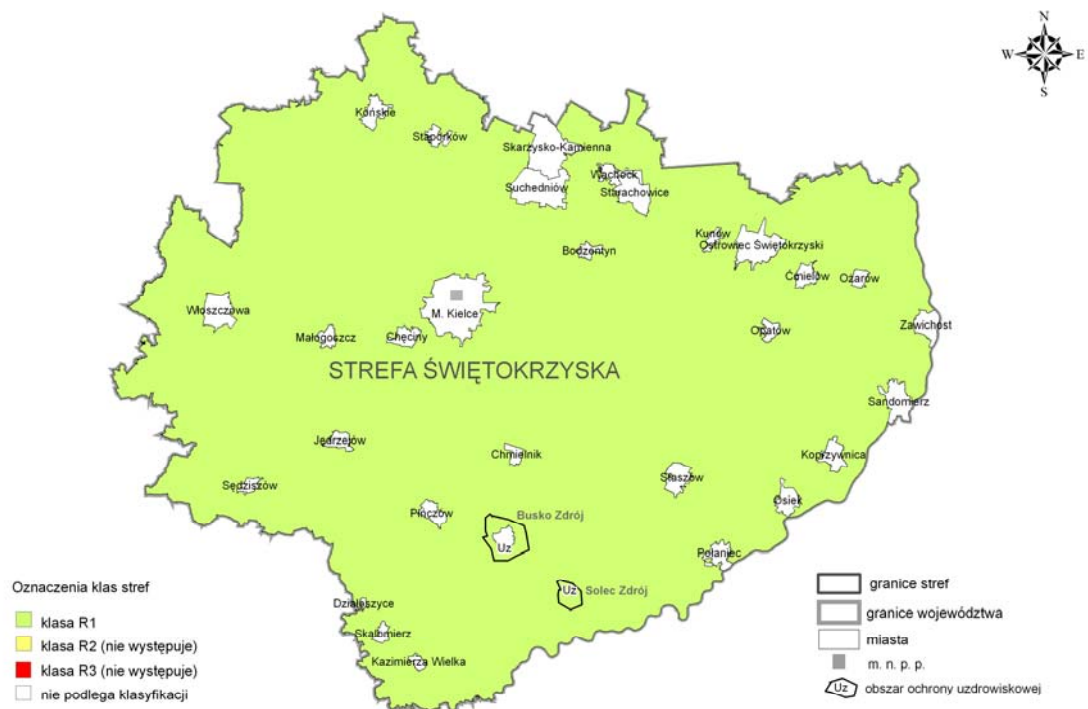 N
W E
S
Końskie
Stąporków
Skarżysko-Kamienna
Wąchock
Suchedniów
Starachowice
Kunów
Ostrowiec Świętokrzyski
Bodzentyn
Ćmielów
Ożarów
Włoszczowa
M. Kielce
Małogoszcz
Chęciny
Opatów
Zawichost
STREFA ŚWIĘTOKRZYSKA
Sandomierz
Jędrzejów
Chmielnik
Koprzywnica
Sędziszów
Staszów
Osiek
Pińczów
Busko Zdrój
Uz
Połaniec
Uz
Solec Zdrój
Działoszyce
Skalbmierz
Kazimierza Wielka
Oznaczenia klas stref
klasa R1
klasa R2 (nie występuje)
klasa R3 (nie występuje)
nie podlega klasyfikacji
granice stref
granice województwa
miasta
m. n. p. p.
Uz obszar ochrony uzdrowiskowej